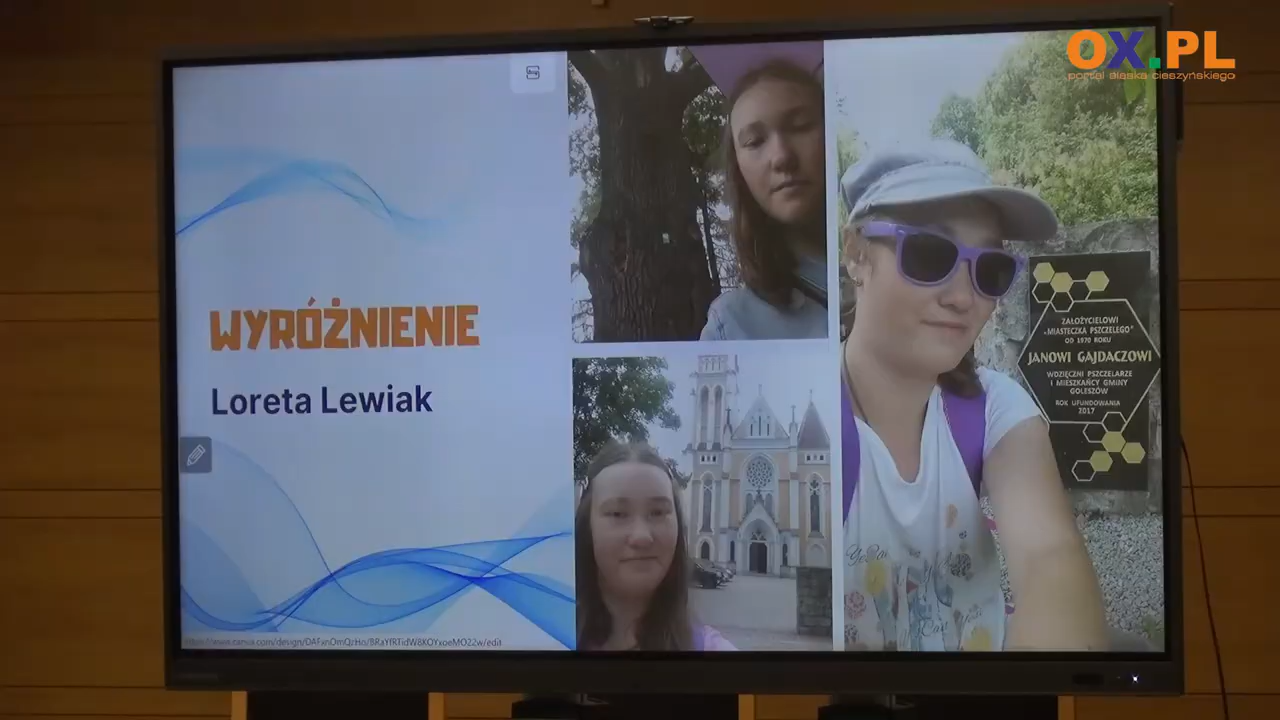 OX.PL
portal śląska cieszyńskiego
WYRÓŻNIENIE
Loreta Lewiak
ZAŁOŻYCIELOWI
"MIASTECZKA PSZCZELEGO"
OD 1970 ROKU
JANOWI GAJDACZOWI
WDZIĘCZNI PSZCZELARZE
I MIESZKAŃCY GMINY
GOLESZÓW
ROK UFUNDOWANIA
2017